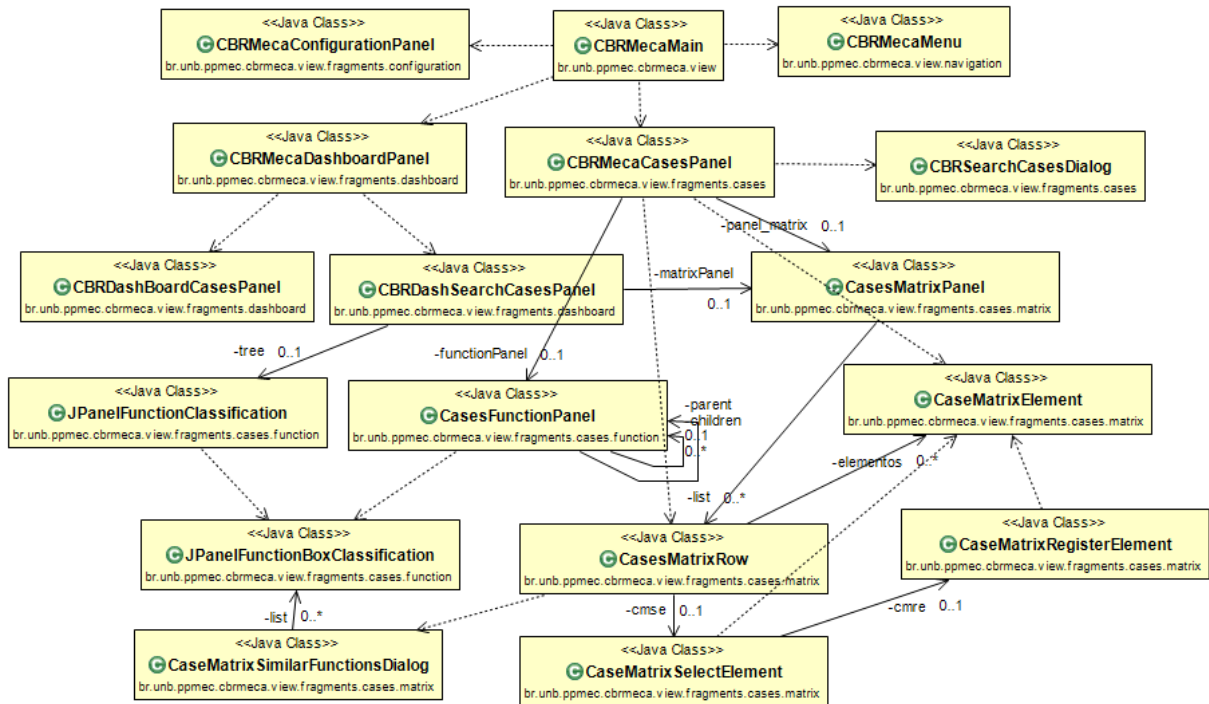 <<Java Class>>
CBRMecaConfigurationPanel
br.unb.ppmec.cbrmeca.view.fragments.configuration
<<Java Class>>
CBRMecaMain
br.unb.ppmec.cbrmeca.view
<<Java Class>>
CBRMecaMenu
br.unb.ppmec.cbrmeca.view.navigation
<<Java Class>>
CBRMecaDashboardPanel
br.unb.ppmec.cbrmeca.view.fragments.dashboard
<<Java Class>>
CBRMecaCasesPanel
br.unb.ppmec.cbrmeca.view.fragments.cases
<<Java Class>>
CBRSearchCasesDialog
br.unb.ppmec.cbrmeca.view.fragments.cases
-panel_matrix 0..1
<<Java Class>>
CBRDashBoardCasesPanel
br.unb.ppmec.cbrmeca.view.fragments.dashboard
<<Java Class>>
CBRDashSearchCasesPanel
br.unb.ppmec.cbrmeca.view.fragments.dashboard
-matrixPanel
0..1
<<Java Class>>
CasesMatrixPanel
br.unb.ppmec.cbrmeca.view.fragments.cases.matrix
-tree 0..1
-functionPanel 0..1
<<Java Class>>
JPanelFunctionClassification
br.unb.ppmec.cbrmeca.view.fragments.cases.function
<<Java Class>>
CasesFunctionPanel
br.unb.ppmec.cbrmeca.view.fragments.cases.function
-parent
-children
0..1
0..*
<<Java Class>>
CaseMatrixElement
br.unb.ppmec.cbrmeca.view.fragments.cases.matrix
-elementos 0..*
-list 0..*
<<Java Class>>
JPanelFunctionBoxClassification
br.unb.ppmec.cbrmeca.view.fragments.cases.function
<<Java Class>>
CasesMatrixRow
br.unb.ppmec.cbrmeca.view.fragments.cases.matrix
<<Java Class>>
CaseMatrixRegisterElement
br.unb.ppmec.cbrmeca.view.fragments.cases.matrix
-list 0..*
-cmse 0..1
-cmre 0..1
<<Java Class>>
CaseMatrixSimilarFunctionsDialog
br.unb.ppmec.cbrmeca.view.fragments.cases.matrix
<<Java Class>>
CaseMatrixSelectElement
br.unb.ppmec.cbrmeca.view.fragments.cases.matrix